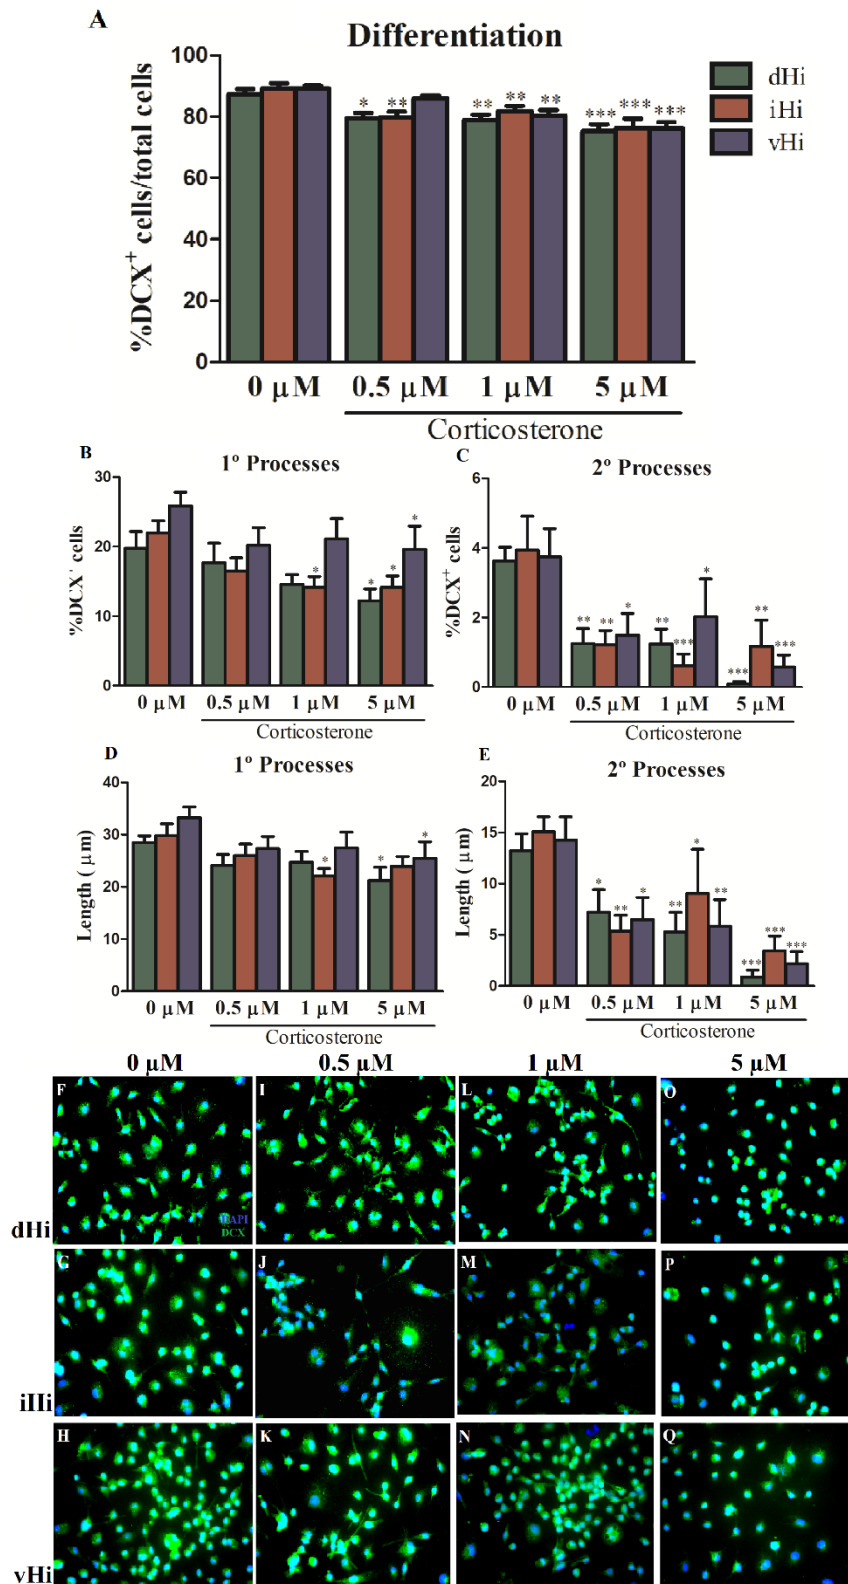 A
Differentiation
dHi
iHi
vHi
%DCX+ cells/total cells
100
80
60
40
20
0
* ** ** ** ** *** *** ***
0 µM 0.5 µM 1 µM 5 µM
Corticosterone
B
1º Processes
%DCX+ cells
30
20
10
0
* * * *
0 µM 0.5 µM 1 µM 5 µM
Corticosterone
C
2º Processes
%DCX+ cells
6
4
2
0
** ** * ** *** * *** ** ***
0 µM 0.5 µM 1 µM 5 µM
Corticosterone
D
1º Processes
Length ( µm)
40
30
20
10
0
* * *
0 µM 0.5 µM 1 µM 5 µM
Corticosterone
E
2º Processes
Length ( µm)
20
15
10
5
0
* ** * ** * ** *** *** ***
0 µM 0.5 µM 1 µM 5 µM
Corticosterone
0 µM 0.5 µM 1 µM 5 µM
F I L O
DAPI
DCX
dHi
G J M P
iHi
H K N Q
vHi